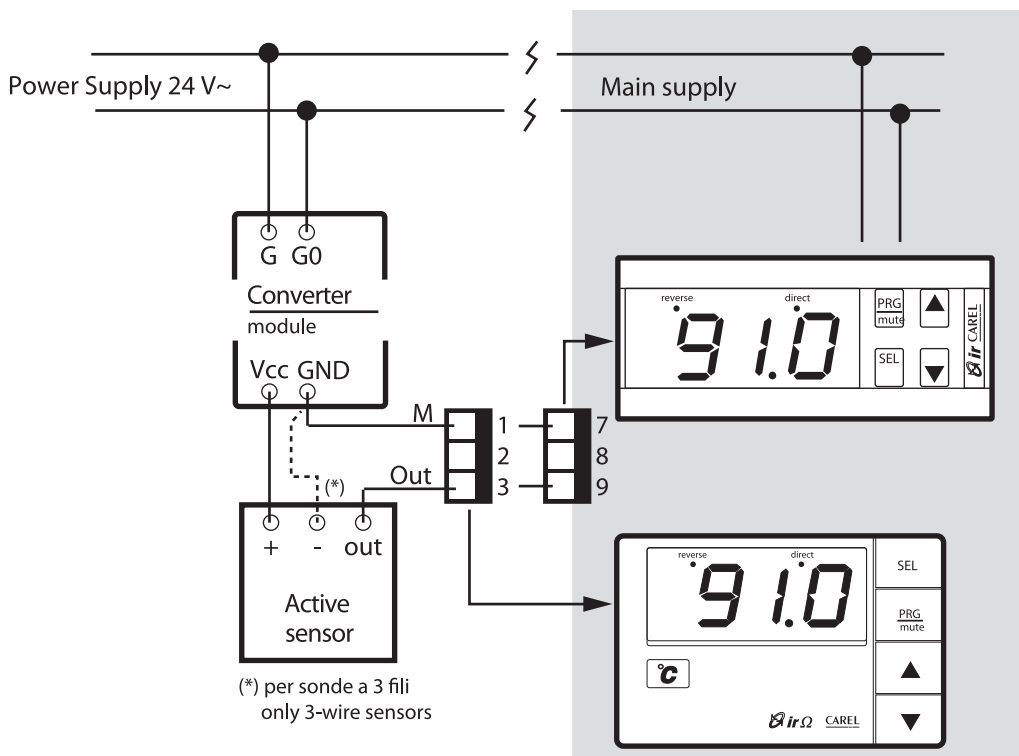 Power Supply 24 V~
Main supply
G G0
Converter
module
Vcc GND
M
1
2
3
7
8
9
Out
(*)
+ - out
Active
sensor
(*) per sonde a 3 fili
only 3-wire sensors
reverse
direct
91.0
PRG
mute
SEL
ir CAREL
reverse
direct
91.0
°C
SEL
PRG
mute
irΩ CAREL